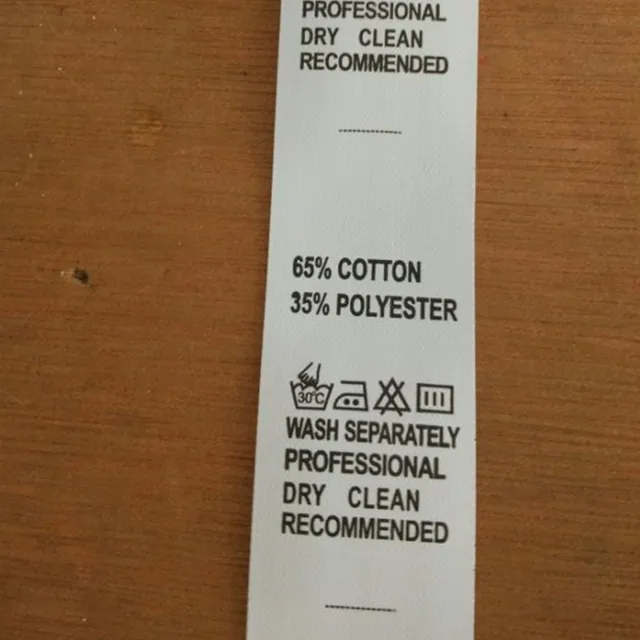 PROFESSIONAL
DRY CLEAN
RECOMMENDED
65% COTTON
35% POLYESTER
30°C
WASH SEPARATELY
PROFESSIONAL
DRY CLEAN
RECOMMENDED